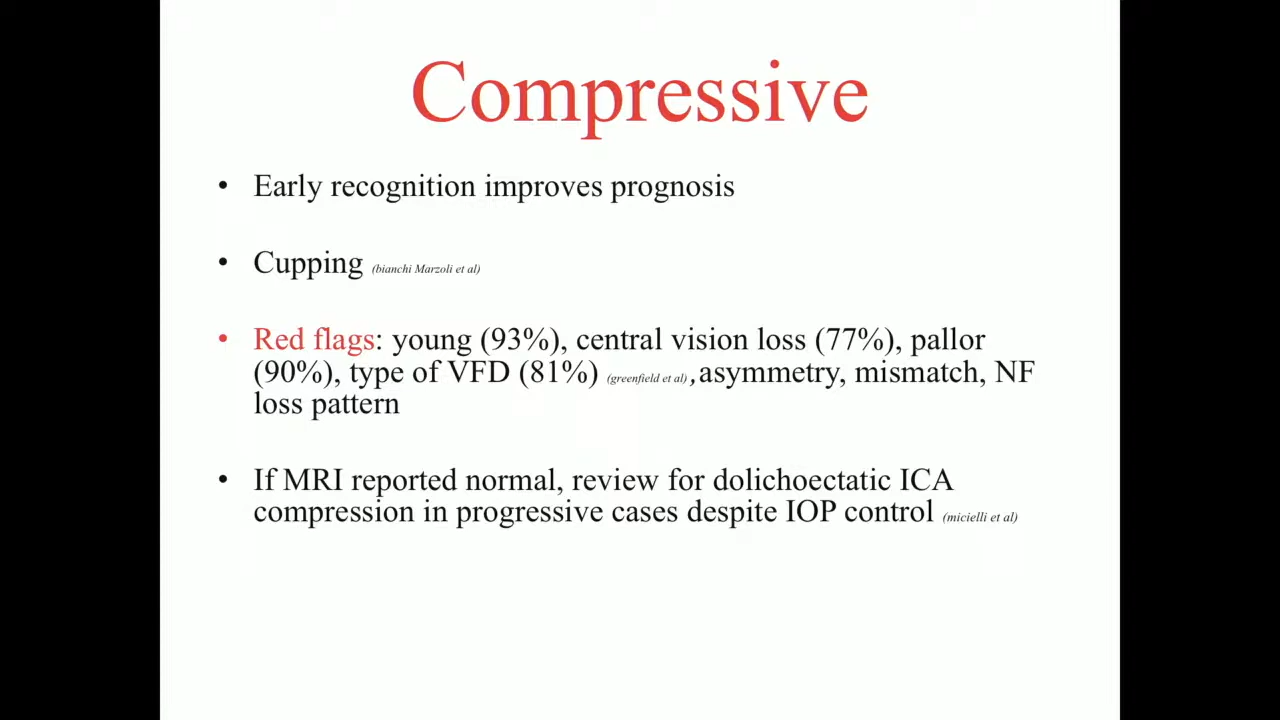 Compressive
• Early recognition improves prognosis
• Cupping (bianchi Marzoli et al)
• Red flags: young (93%), central vision loss (77%), pallor
(90%), type of VFD (81%) (greenfield et al) ,asymmetry, mismatch, NF
loss pattern
• If MRI reported normal, review for dolichoectatic ICA
compression in progressive cases despite IOP control (micielli et al)